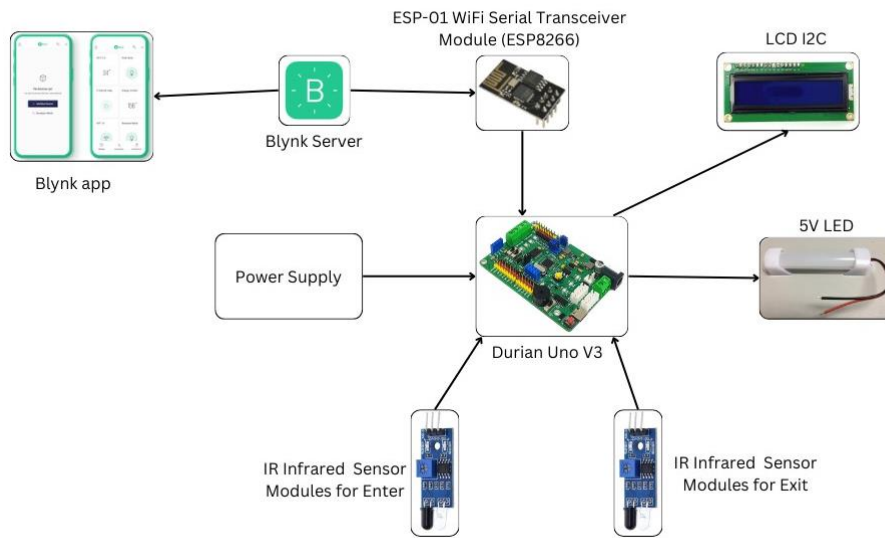 ESP-01 WiFi Serial Transceiver
Module (ESP8266)
LCD I2C
B
Blynk Server
Blynk app
5V LED
Power Supply
Durian Uno V3
IR Infrared Sensor
Modules for Enter
IR Infrared Sensor
Modules for Exit